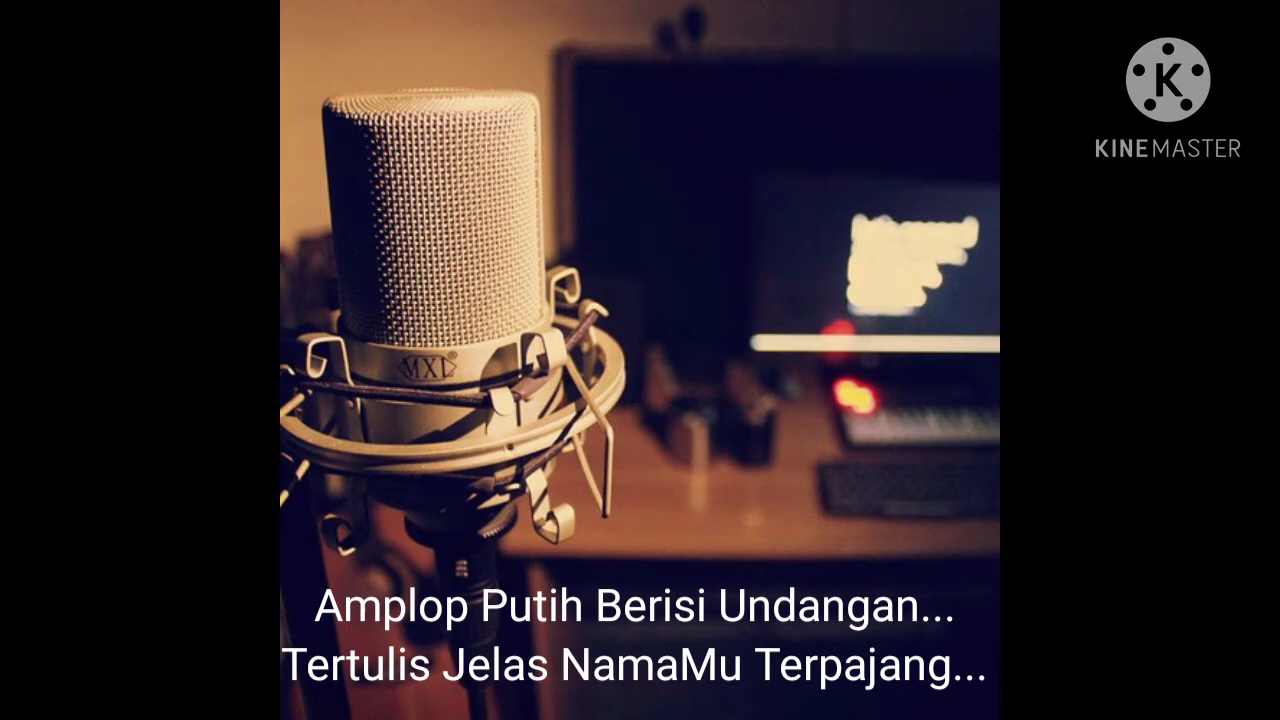 K
KINEMASTER
MXL®
Amplop Putih Berisi Undangan...
Tertulis Jelas NamaMu Terpajang...